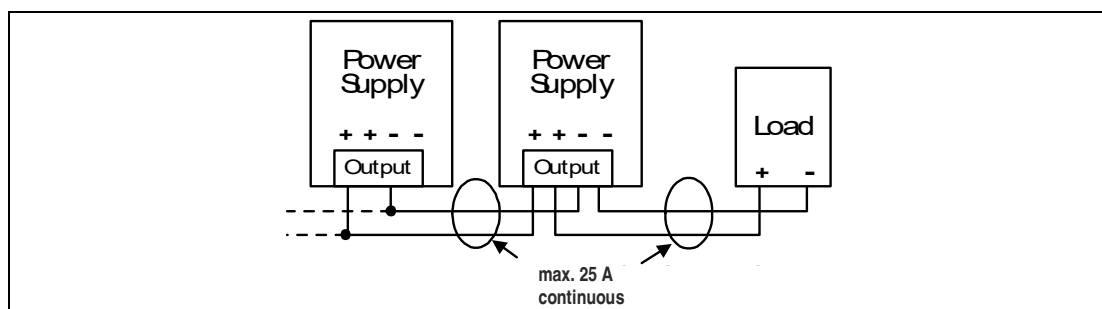 Power
Supply
+ + - -
Output
Power
Supply
+ + - -
Output
Load
+ -
max. 25 A
continuous